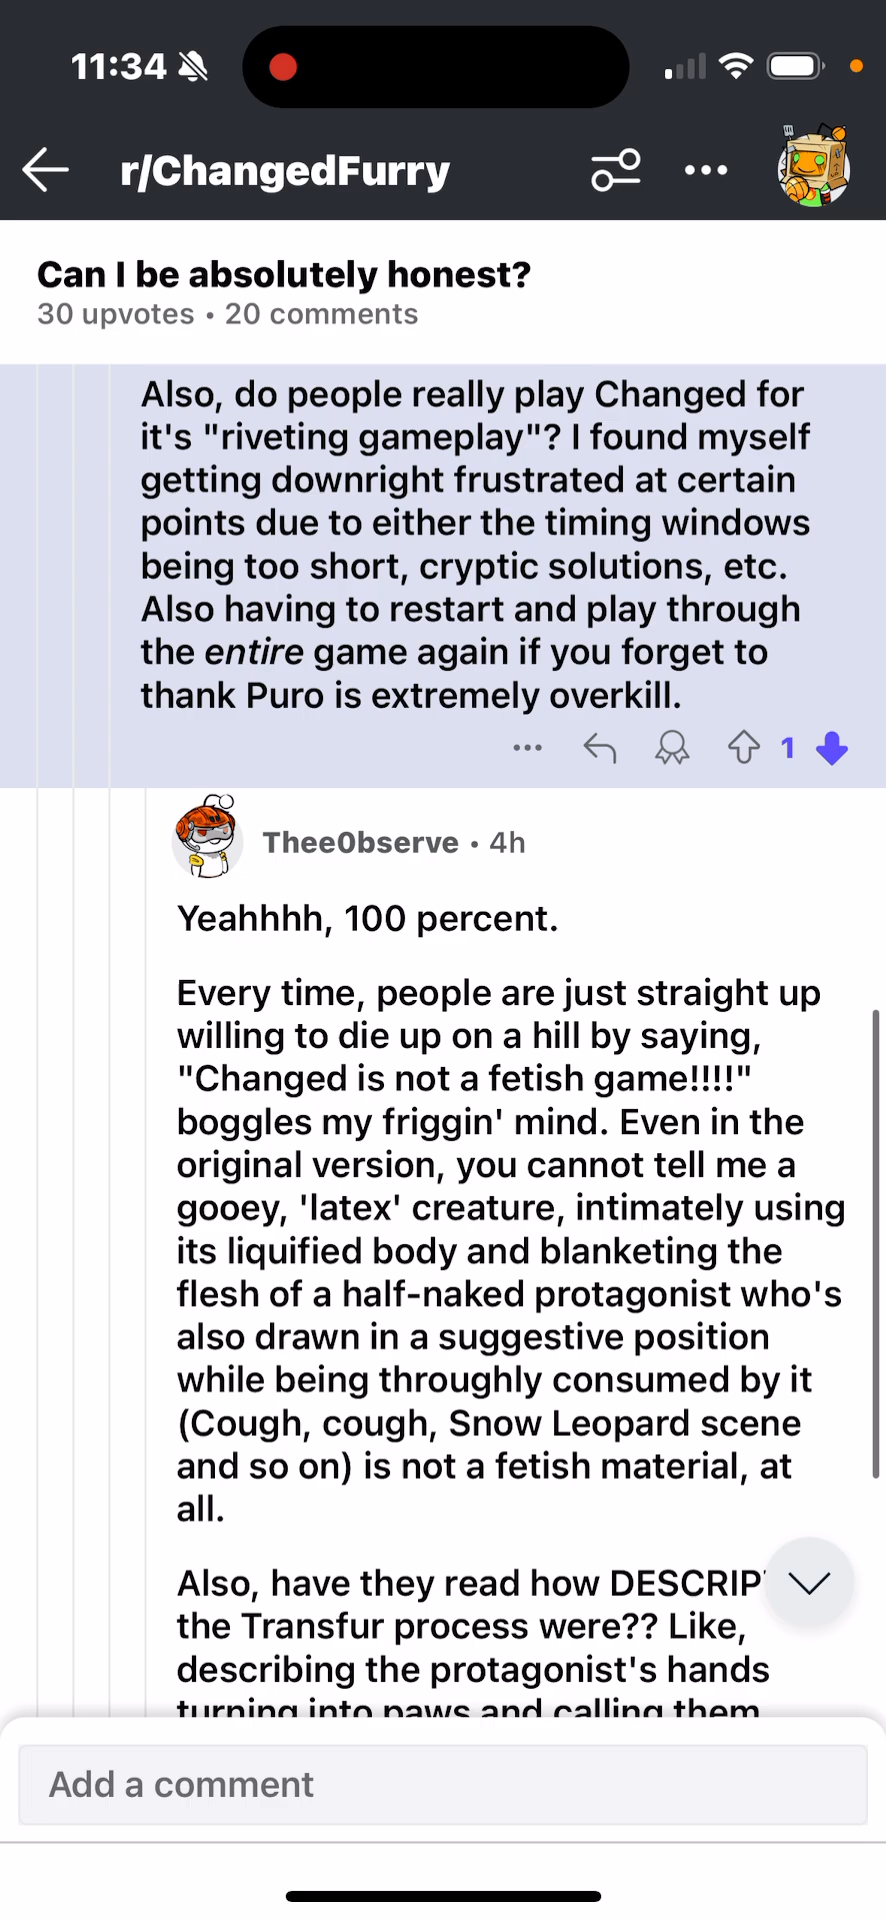 11:34
r/ChangedFurry
Can I be absolutely honest?
30 upvotes • 20 comments
Also, do people really play Changed for
it's "riveting gameplay"? I found myself
getting downright frustrated at certain
points due to either the timing windows
being too short, cryptic solutions, etc.
Also having to restart and play through
the entire game again if you forget to
thank Puro is extremely overkill.
1
Thee0bserve • 4h
Yeahhhh, 100 percent.
Every time, people are just straight up
willing to die up on a hill by saying,
"Changed is not a fetish game!!!!"
boggles my friggin' mind. Even in the
original version, you cannot tell me a
gooey, 'latex' creature, intimately using
its liquified body and blanketing the
flesh of a half-naked protagonist who's
also drawn in a suggestive position
while being throughly consumed by it
(Cough, cough, Snow Leopard scene
and so on) is not a fetish material, at
all.
Also, have they read how DESCRIP
the Transfur process were?? Like,
describing the protagonist's hands
turning into paws and calling them
Add a comment